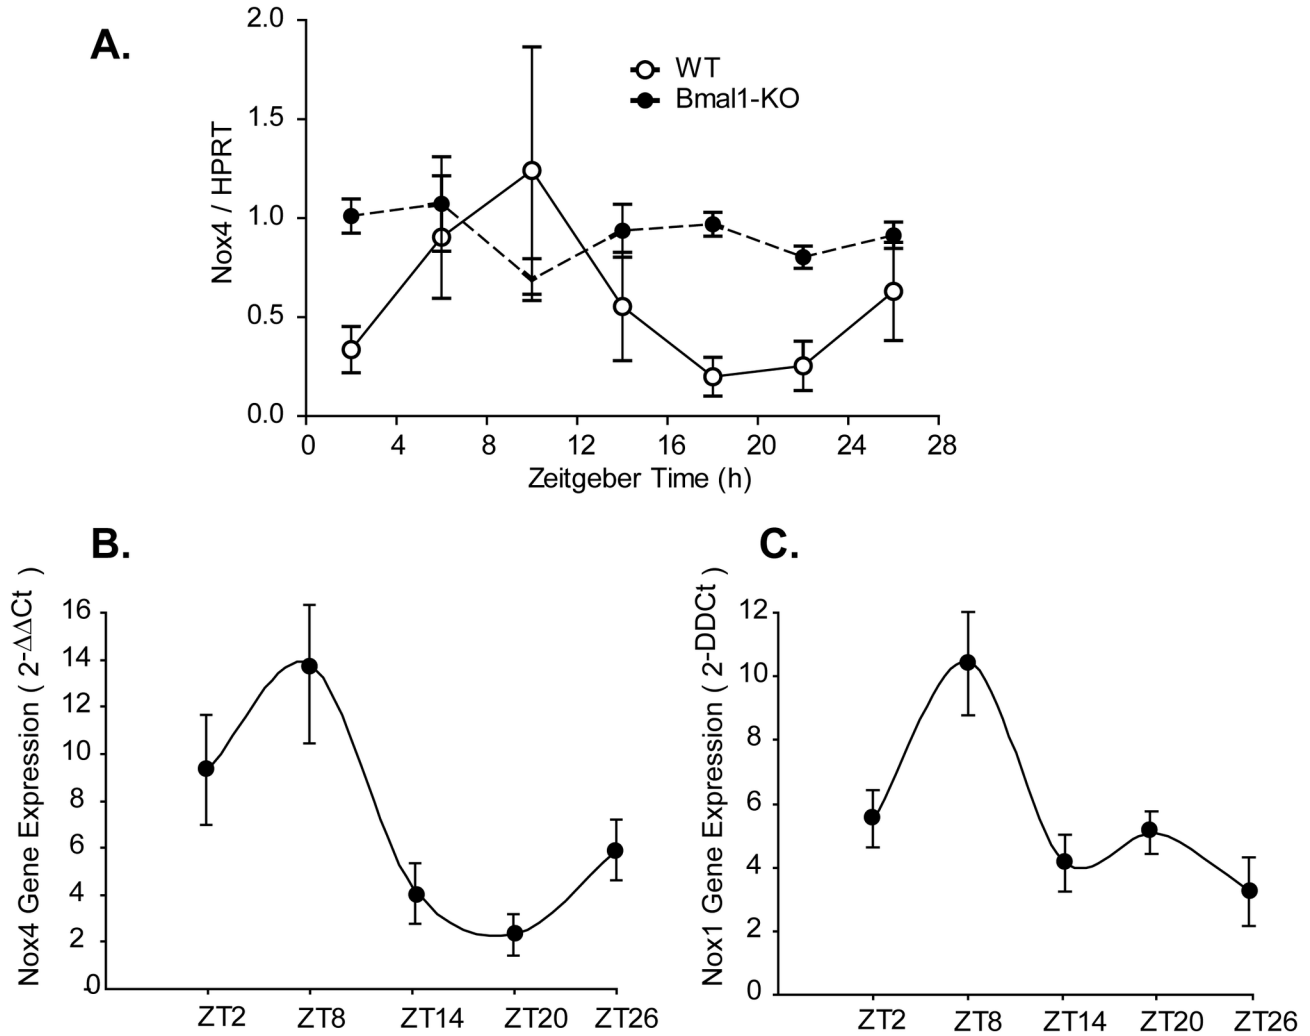 A.
2.0
1.5
1.0
0.5
0.0
Nox4 / HPRT
WT
Bmal1-KO
0 4 8 12 16 20 24 28
Zeitgeber Time (h)
B.
Nox4 Gene Expression ( 2-ΔΔCt )
16
14
12
10
8
6
4
2
0
ZT2 ZT8 ZT14 ZT20 ZT26
C.
Nox1 Gene Expression ( 2-DDCt )
12
10
8
6
4
2
0
ZT2 ZT8 ZT14 ZT20 ZT26